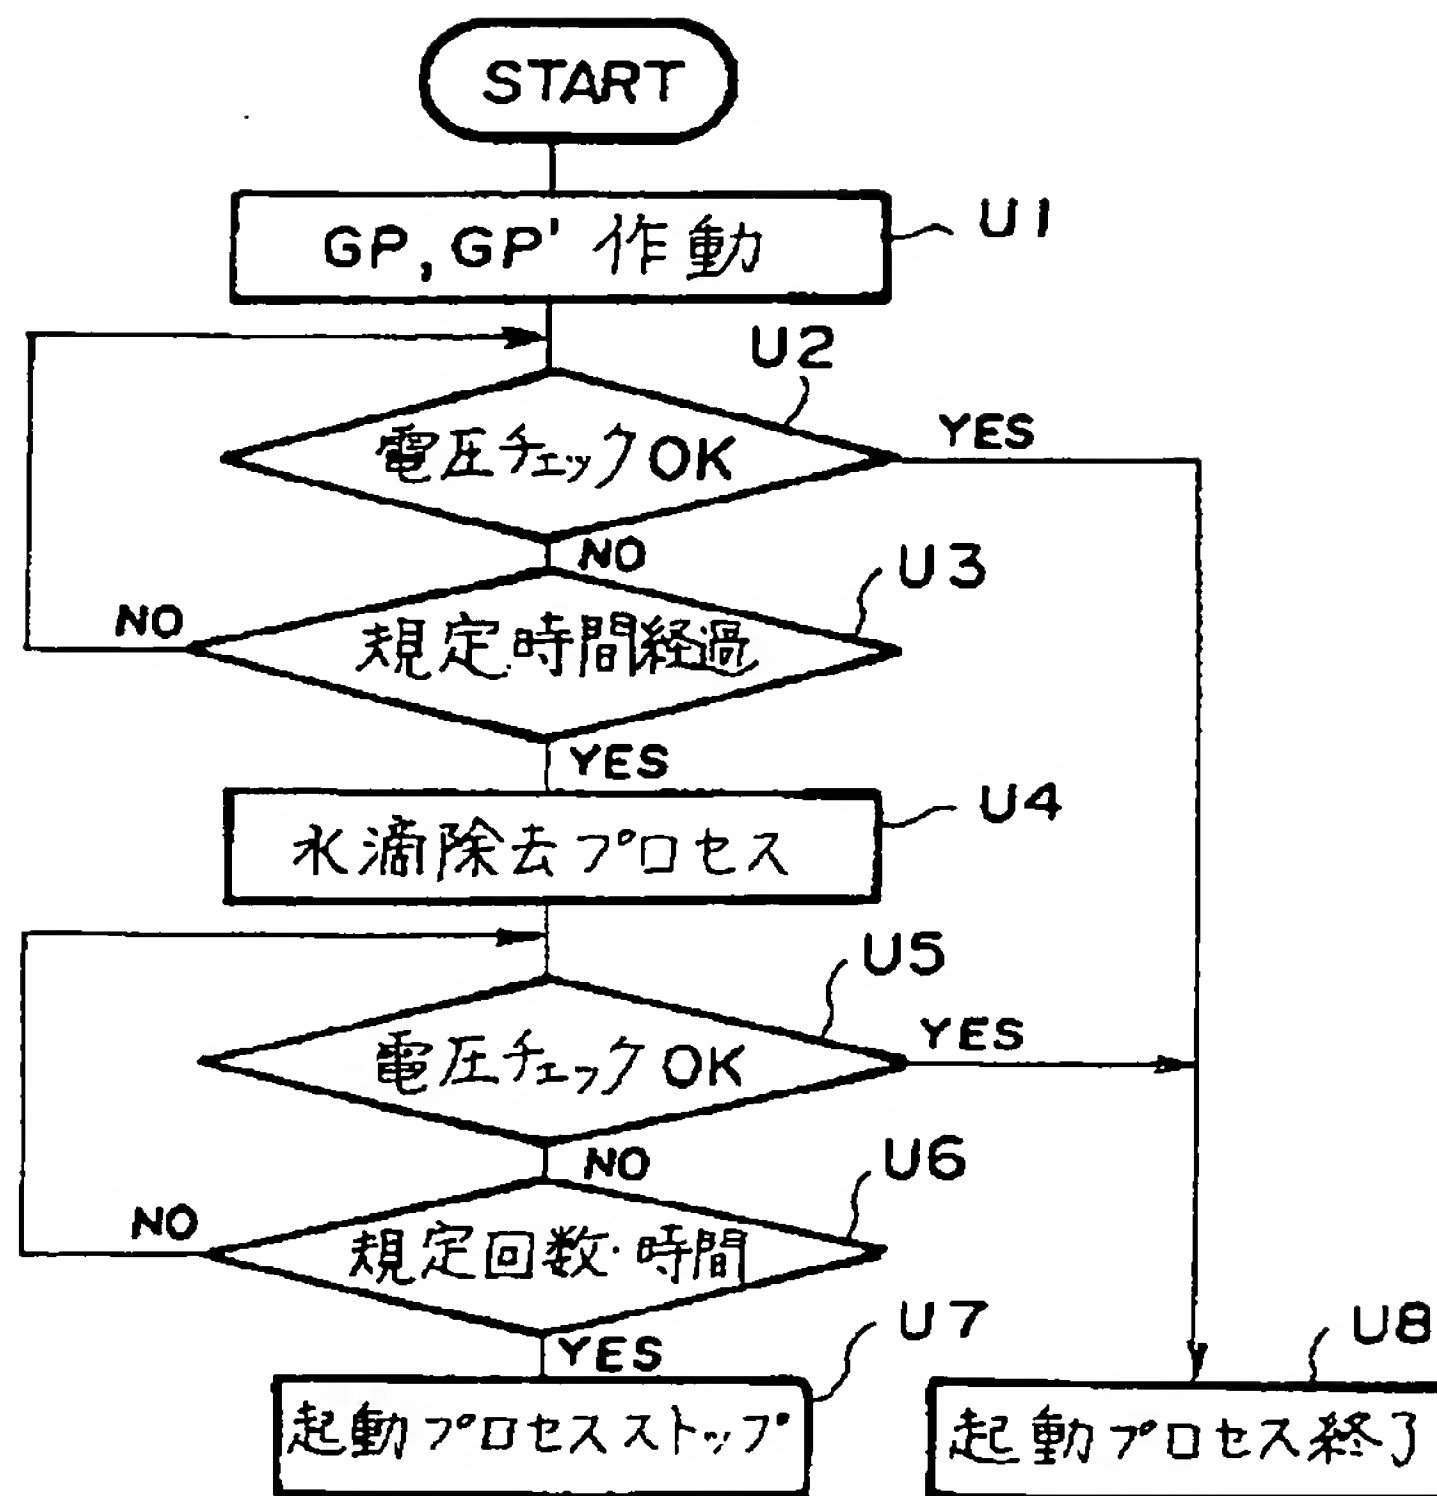 START
GP, GP' 作動
U1
U2
電圧チェックOK
YES
NO
U3
NO
規定時間経過
YES
U4
水滴除去プロセス
U5
電圧チェックOK
YES
NO
U6
NO
規定回数・時間
YES
U7
起動プロセスストップ
U8
起動プロセス終了